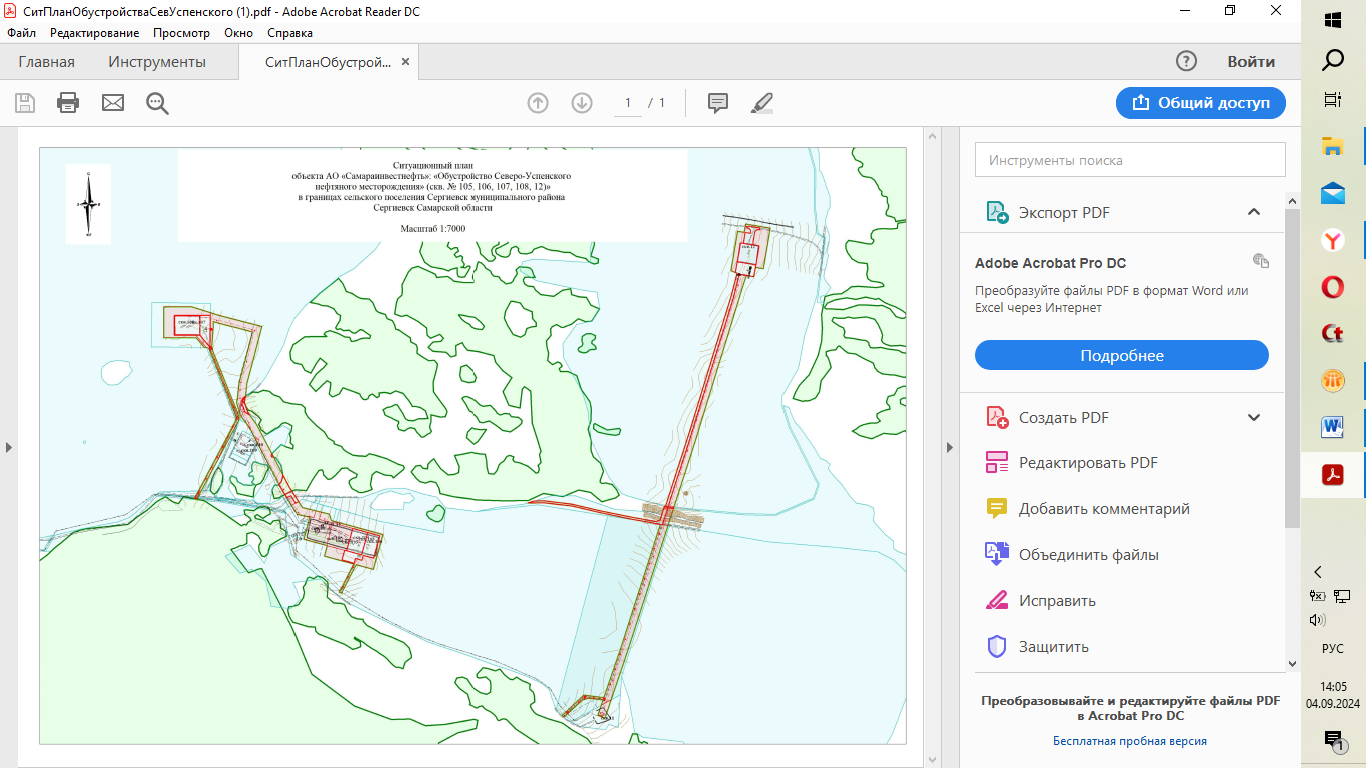 СитПланОбустройстваСевУспенского (1).pdf - Adobe Acrobat Reader DC
Файл Редактирование Просмотр Окно Справка
Главная Инструменты СитПланОбустрой... × Войти
1 / 1 Общий доступ
Ситуационный план
объекта АО «Самараинвестнефть»: «Обустройство Северо-Успенского
нефтяного месторождения» (скв. № 105, 106, 107, 108, 12)»
в границах сельского поселения Сергиевск муниципального района
Сергиевск Самарской области
Масштаб 1:7000
Инструменты поиска
Экспорт PDF
Adobe Acrobat Pro DC
Преобразуйте файлы PDF в формат Word или
Excel через Интернет
Подробнее
Создать PDF
Редактировать PDF
Добавить комментарий
Объединить файлы
Исправить
Защитить
Преобразовывайте и редактируйте файлы PDF
в Acrobat Pro DC
Бесплатная пробная версия
РУС
14:05
04.09.2024
1